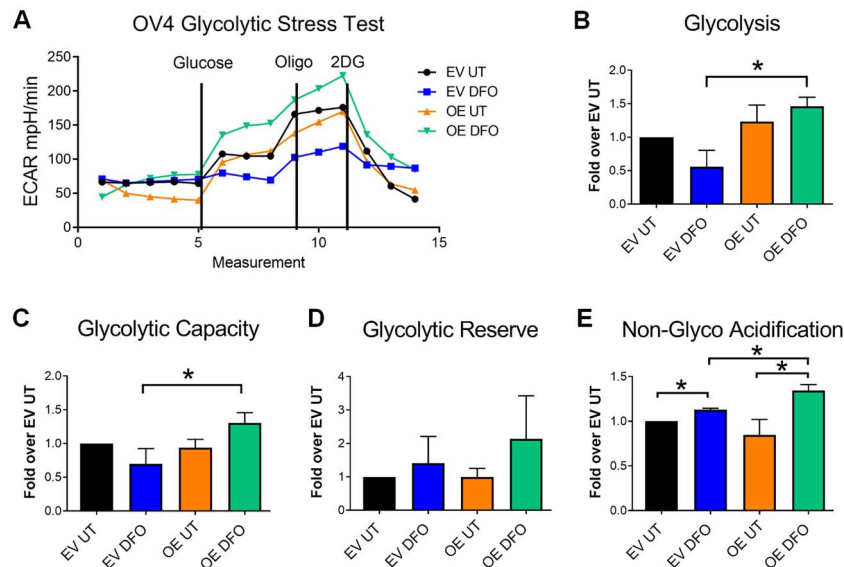 A
OV4 Glycolytic Stress Test
250
200
150
100
50
0
ECAR mpH/min
Glucose
Oligo
2DG
0
5
10
15
Measurement
EV UT
EV DFO
OE UT
OE DFO
B
Glycolysis
Fold over EV UT
2.0
1.5
1.0
0.5
0.0
*
EV UT
EV DFO
OE UT
OE DFO
C
Glycolytic Capacity
Fold over EV UT
2.0
1.5
1.0
0.5
0.0
*
EV UT
EV DFO
OE UT
OE DFO
D
Glycolytic Reserve
Fold over EV UT
4
3
2
1
0
EV UT
EV DFO
OE UT
OE DFO
E
Non-Glyco Acidification
Fold over EV UT
1.5
1.0
0.5
0.0
*
*
*
EV UT
EV DFO
OE UT
OE DFO